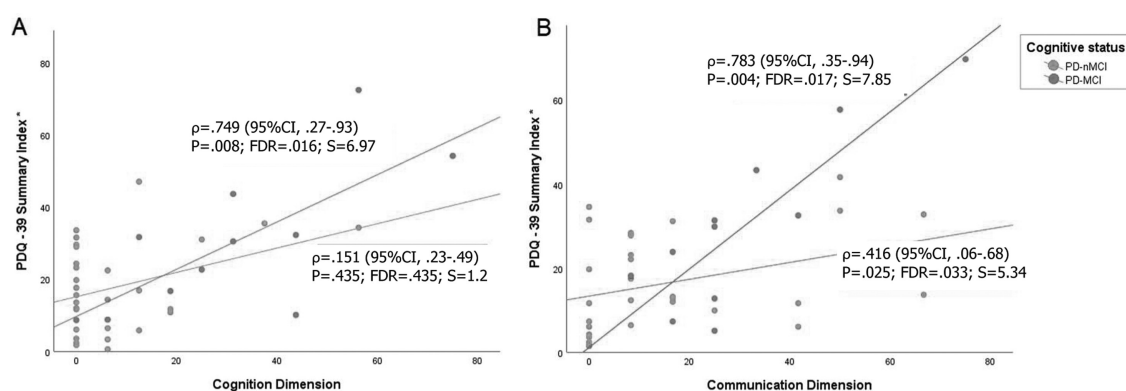 A
PDQ - 39 Summary Index *
80
60
40
20
0
ρ=.749 (95%CI, .27-.93)
P=.008; FDR=.016; S=6.97
ρ=.151 (95%CI, .23-.49)
P=.435; FDR=.435; S=1.2
0 20 40 60 80
Cognition Dimension
B
PDQ - 39 Summary Index *
60
40
20
0
ρ=.783 (95%CI, .35-.94)
P=.004; FDR=.017; S=7.85
ρ=.416 (95%CI, .06-.68)
P=.025; FDR=.033; S=5.34
0 20 40 60 80
Communication Dimension
Cognitive status
PD-nMCI
PD-MCI